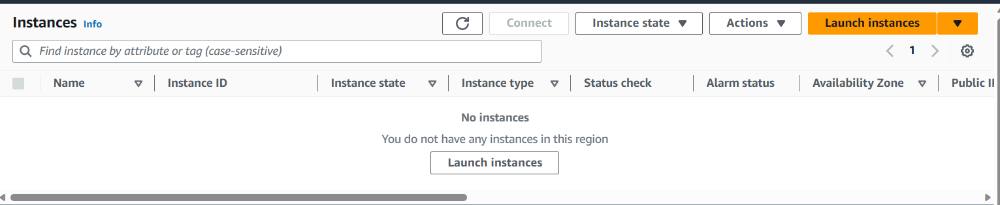 Instances Info
Connect
Instance state
Actions
Launch instances
Find instance by attribute or tag (case-sensitive)
1
Name Instance ID Instance state Instance type Status check Alarm status Availability Zone Public
No instances
You do not have any instances in this region
Launch instances